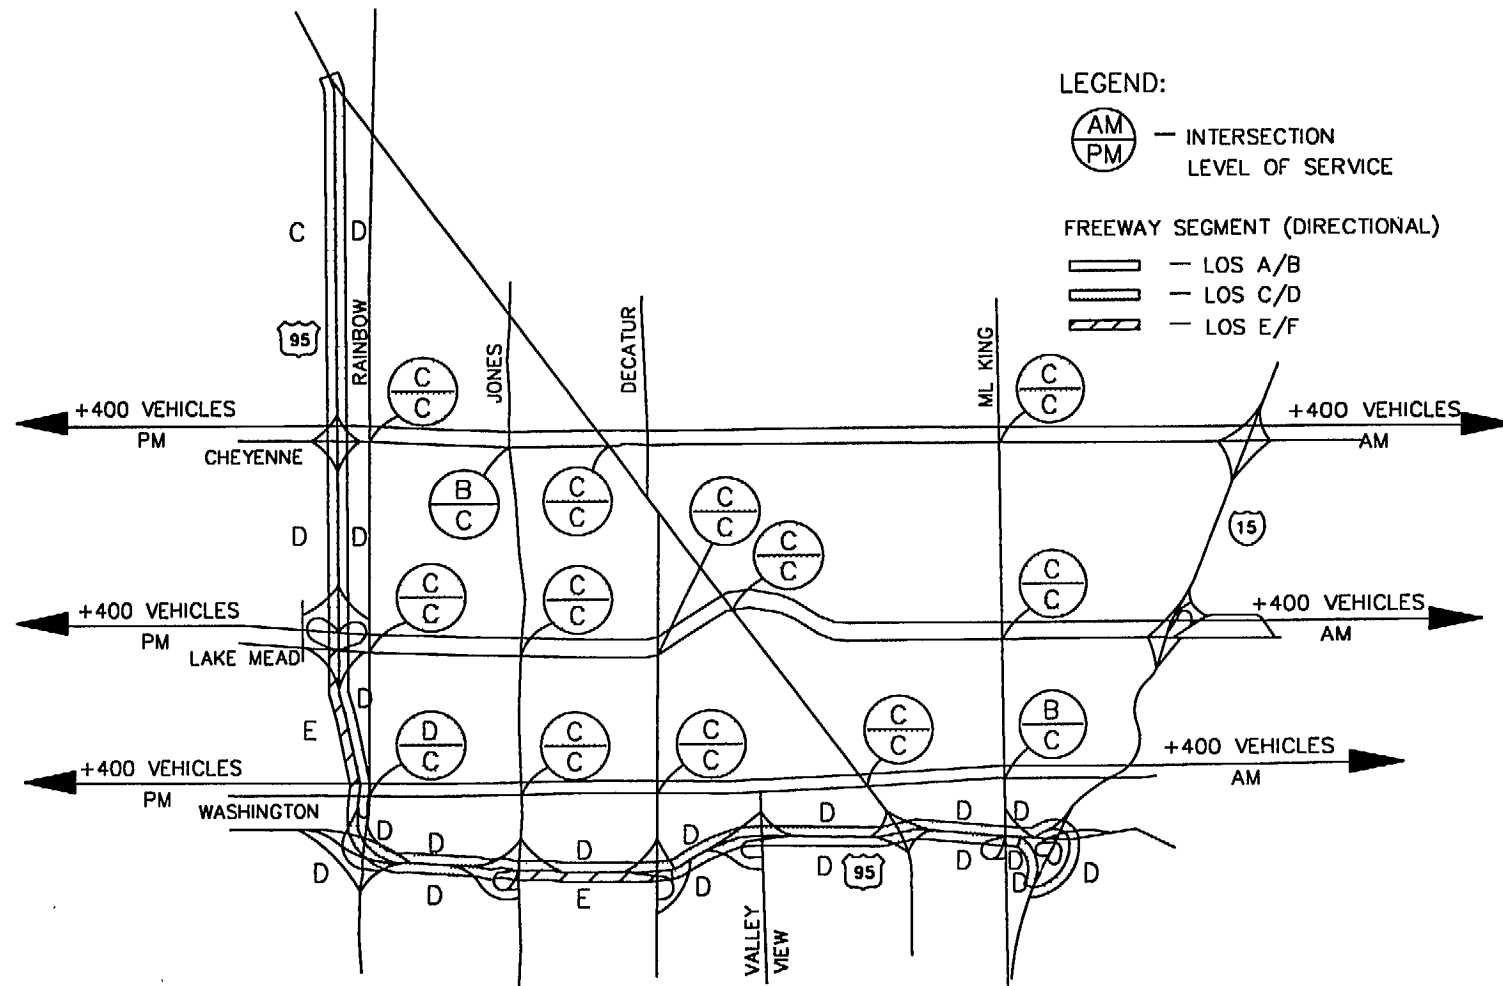 LEGEND:
AM
PM
— INTERSECTION
LEVEL OF SERVICE
FREEWAY SEGMENT (DIRECTIONAL)
— LOS A/B
— LOS C/D
— LOS E/F
C
D
95
RAINBOW
JONES
DECATUR
ML KING
C
C
C
C
+400 VEHICLES
PM
+400 VEHICLES
AM
CHEYENNE
B
C
C
C
C
C
15
D
D
C
C
C
C
C
C
C
C
+400 VEHICLES
PM
+400 VEHICLES
AM
LAKE MEAD
D
E
D
C
C
C
C
C
C
C
B
C
+400 VEHICLES
PM
+400 VEHICLES
AM
WASHINGTON
D
D
D
D
D
D
D
D
E
D
D
95
D
D
D
D
VALLEY
VIEW